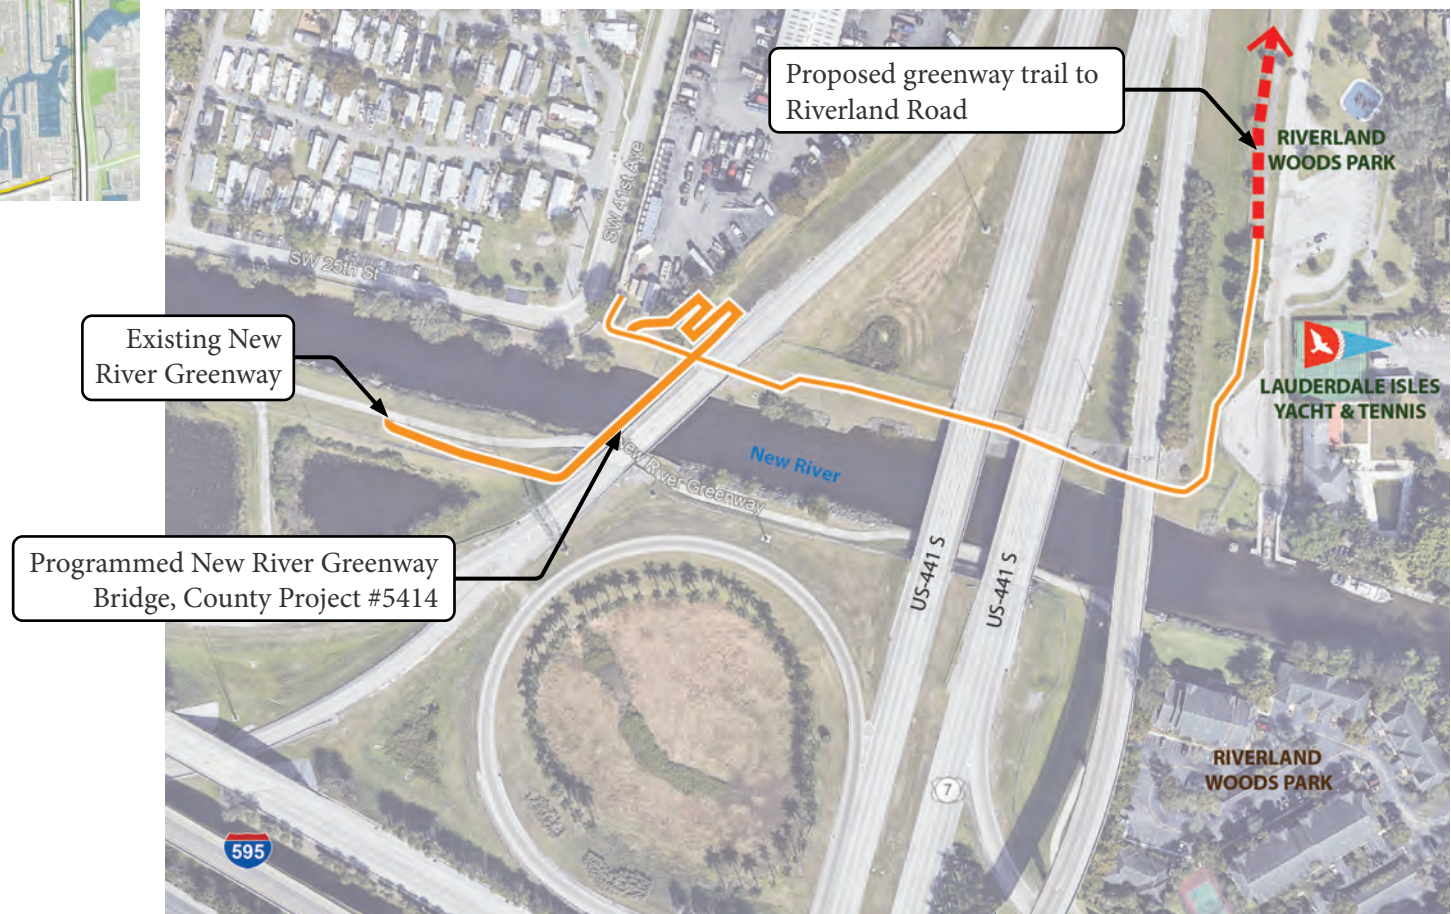 Proposed greenway trail to
Riverland Road
RIVERLAND
WOODS PARK
SW 41st Ave
SW 25th St
Existing New
River Greenway
LAUDERDALE ISLES
YACHT & TENNIS
New River
New River Greenway
Programmed New River Greenway
Bridge, County Project #5414
US-441 S
US-441 S
RIVERLAND
WOODS PARK
7
595